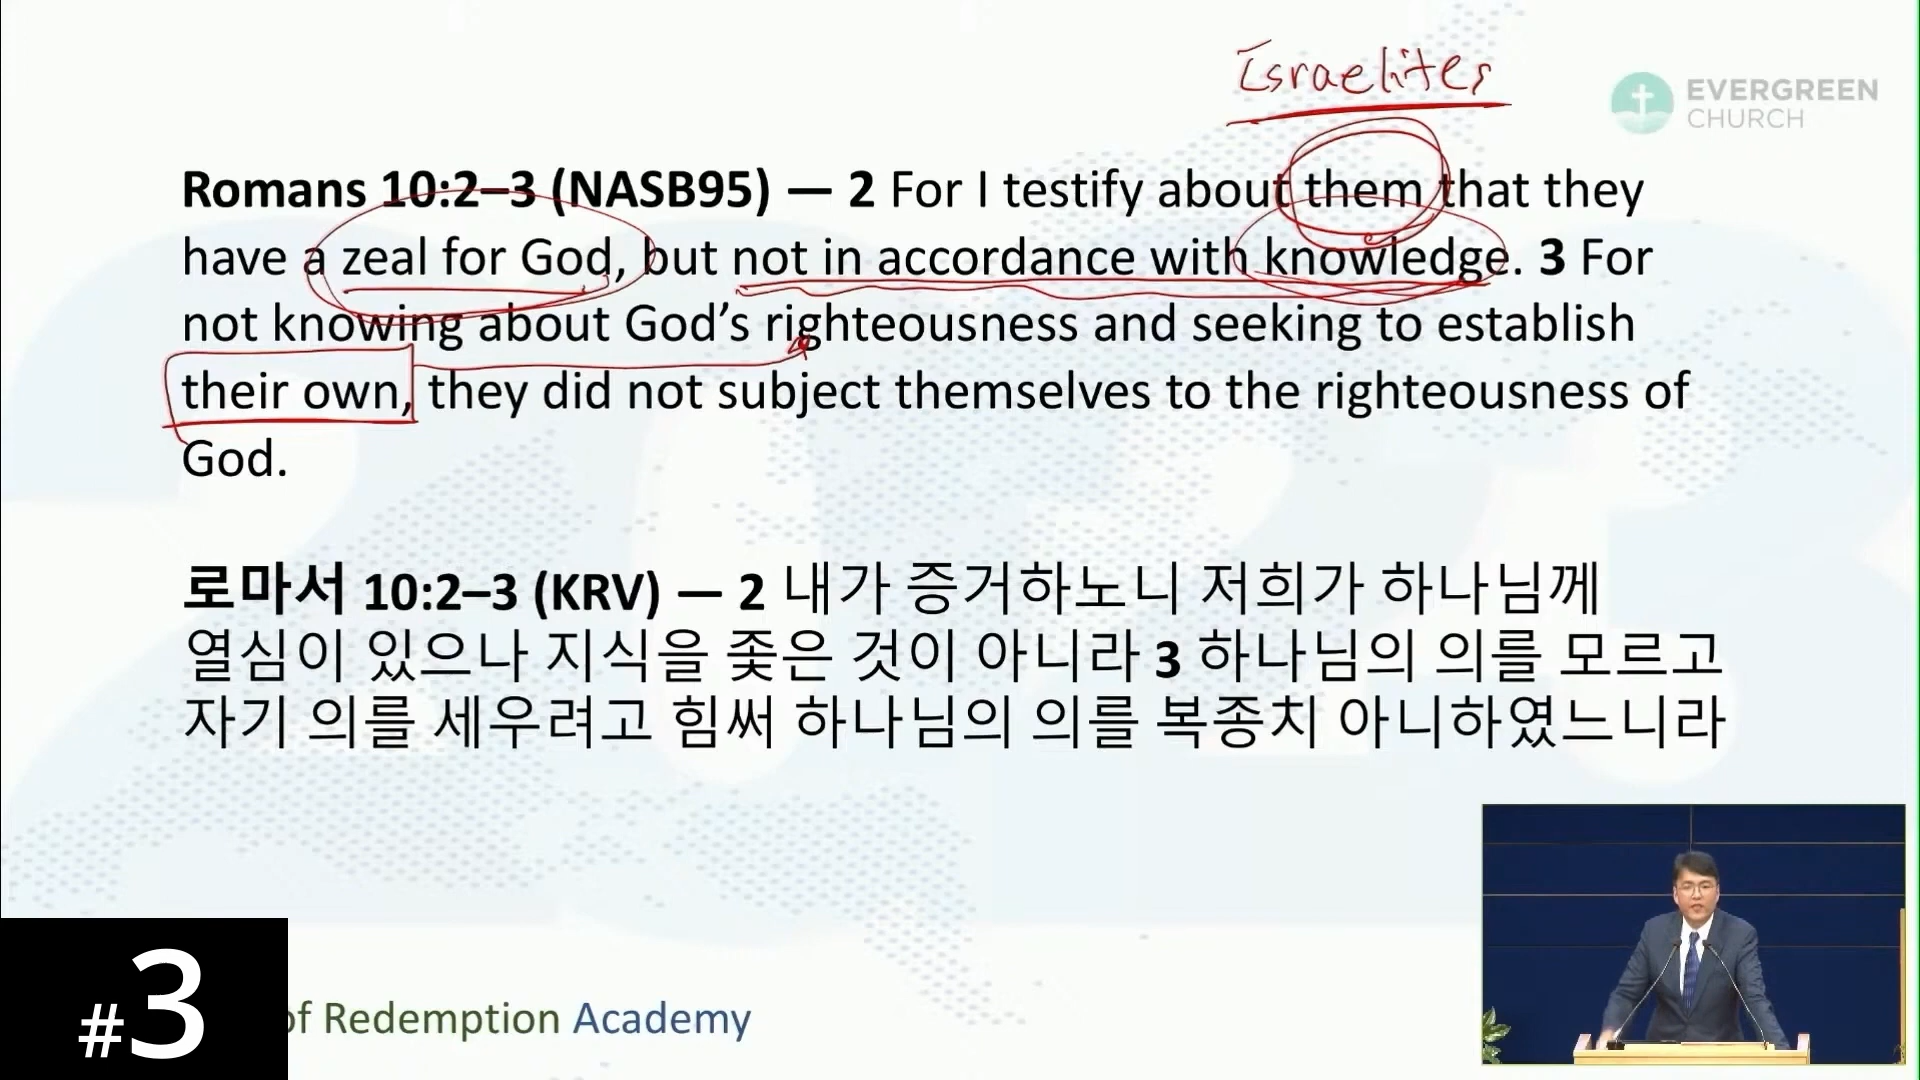 Israelites
EVERGREEN
CHURCH
Romans 10:2–3 (NASB95) — 2 For I testify about them that they
have a zeal for God, but not in accordance with knowledge. 3 For
not knowing about God’s righteousness and seeking to establish
their own, they did not subject themselves to the righteousness of
God.
로마서 10:2–3 (KRV) — 2 내가 증거하노니 저희가 하나님께
열심이 있으나 지식을 좇은 것이 아니라 3 하나님의 의를 모르고
자기 의를 세우려고 힘써 하나님의 의를 복종치 아니하였느니라
#3
of Redemption Academy